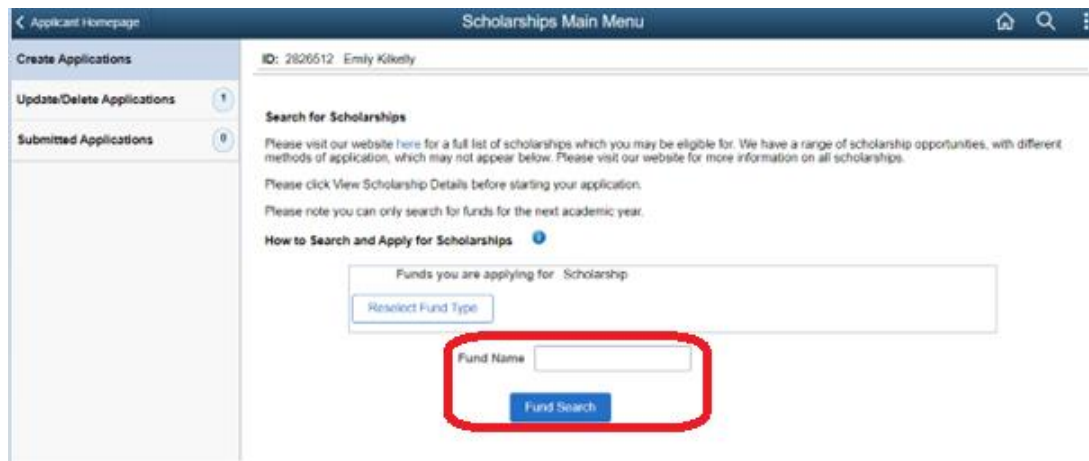 Applicant Homepage
Scholarships Main Menu
Create Applications
Update/Delete Applications 1
Submitted Applications 0
ID: 2826512 Emily Kilkelly
Search for Scholarships
Please visit our website here for a full list of scholarships which you may be eligible for. We have a range of scholarship opportunities, with different
methods of application, which may not appear below. Please visit our website for more information on all scholarships.
Please click View Scholarship Details before starting your application.
Please note you can only search for funds for the next academic year.
How to Search and Apply for Scholarships
Funds you are applying for Scholarship
Reselect Fund Type
Fund Name
Fund Search